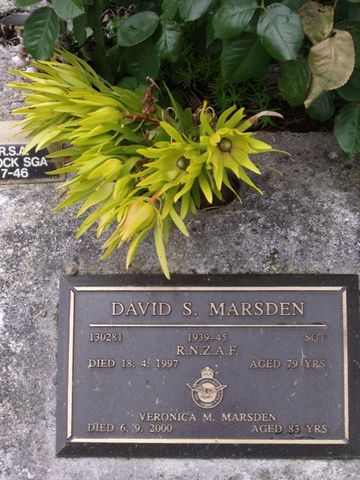 R.S.A.
SGA
7-46
DAVID S. MARSDEN
130281 1939-45 SGT
R.N.Z.A.F.
DIED 18. 4. 1997 AGED 79 YRS
VERONICA M. MARSDEN
DIED 6. 9. 2000 AGED 83 YRS